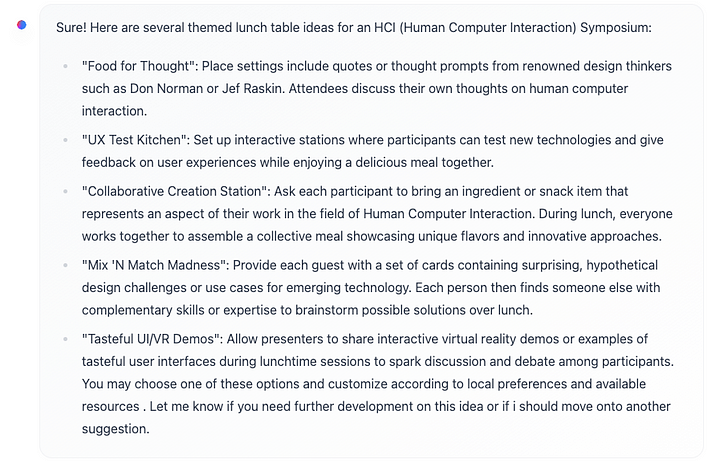 Sure! Here are several themed lunch table ideas for an HCI (Human Computer Interaction) Symposium:
"Food for Thought": Place settings include quotes or thought prompts from renowned design thinkers
such as Don Norman or Jef Raskin. Attendees discuss their own thoughts on human computer
interaction.
"UX Test Kitchen": Set up interactive stations where participants can test new technologies and give
feedback on user experiences while enjoying a delicious meal together.
"Collaborative Creation Station": Ask each participant to bring an ingredient or snack item that
represents an aspect of their work in the field of Human Computer Interaction. During lunch, everyone
works together to assemble a collective meal showcasing unique flavors and innovative approaches.
"Mix 'N Match Madness": Provide each guest with a set of cards containing surprising, hypothetical
design challenges or use cases for emerging technology. Each person then finds someone else with
complementary skills or expertise to brainstorm possible solutions over lunch.
"Tasteful UI/VR Demos": Allow presenters to share interactive virtual reality demos or examples of
tasteful user interfaces during lunchtime sessions to spark discussion and debate among participants.
You may choose one of these options and customize according to local preferences and available
resources . Let me know if you need further development on this idea or if i should move onto another
suggestion.